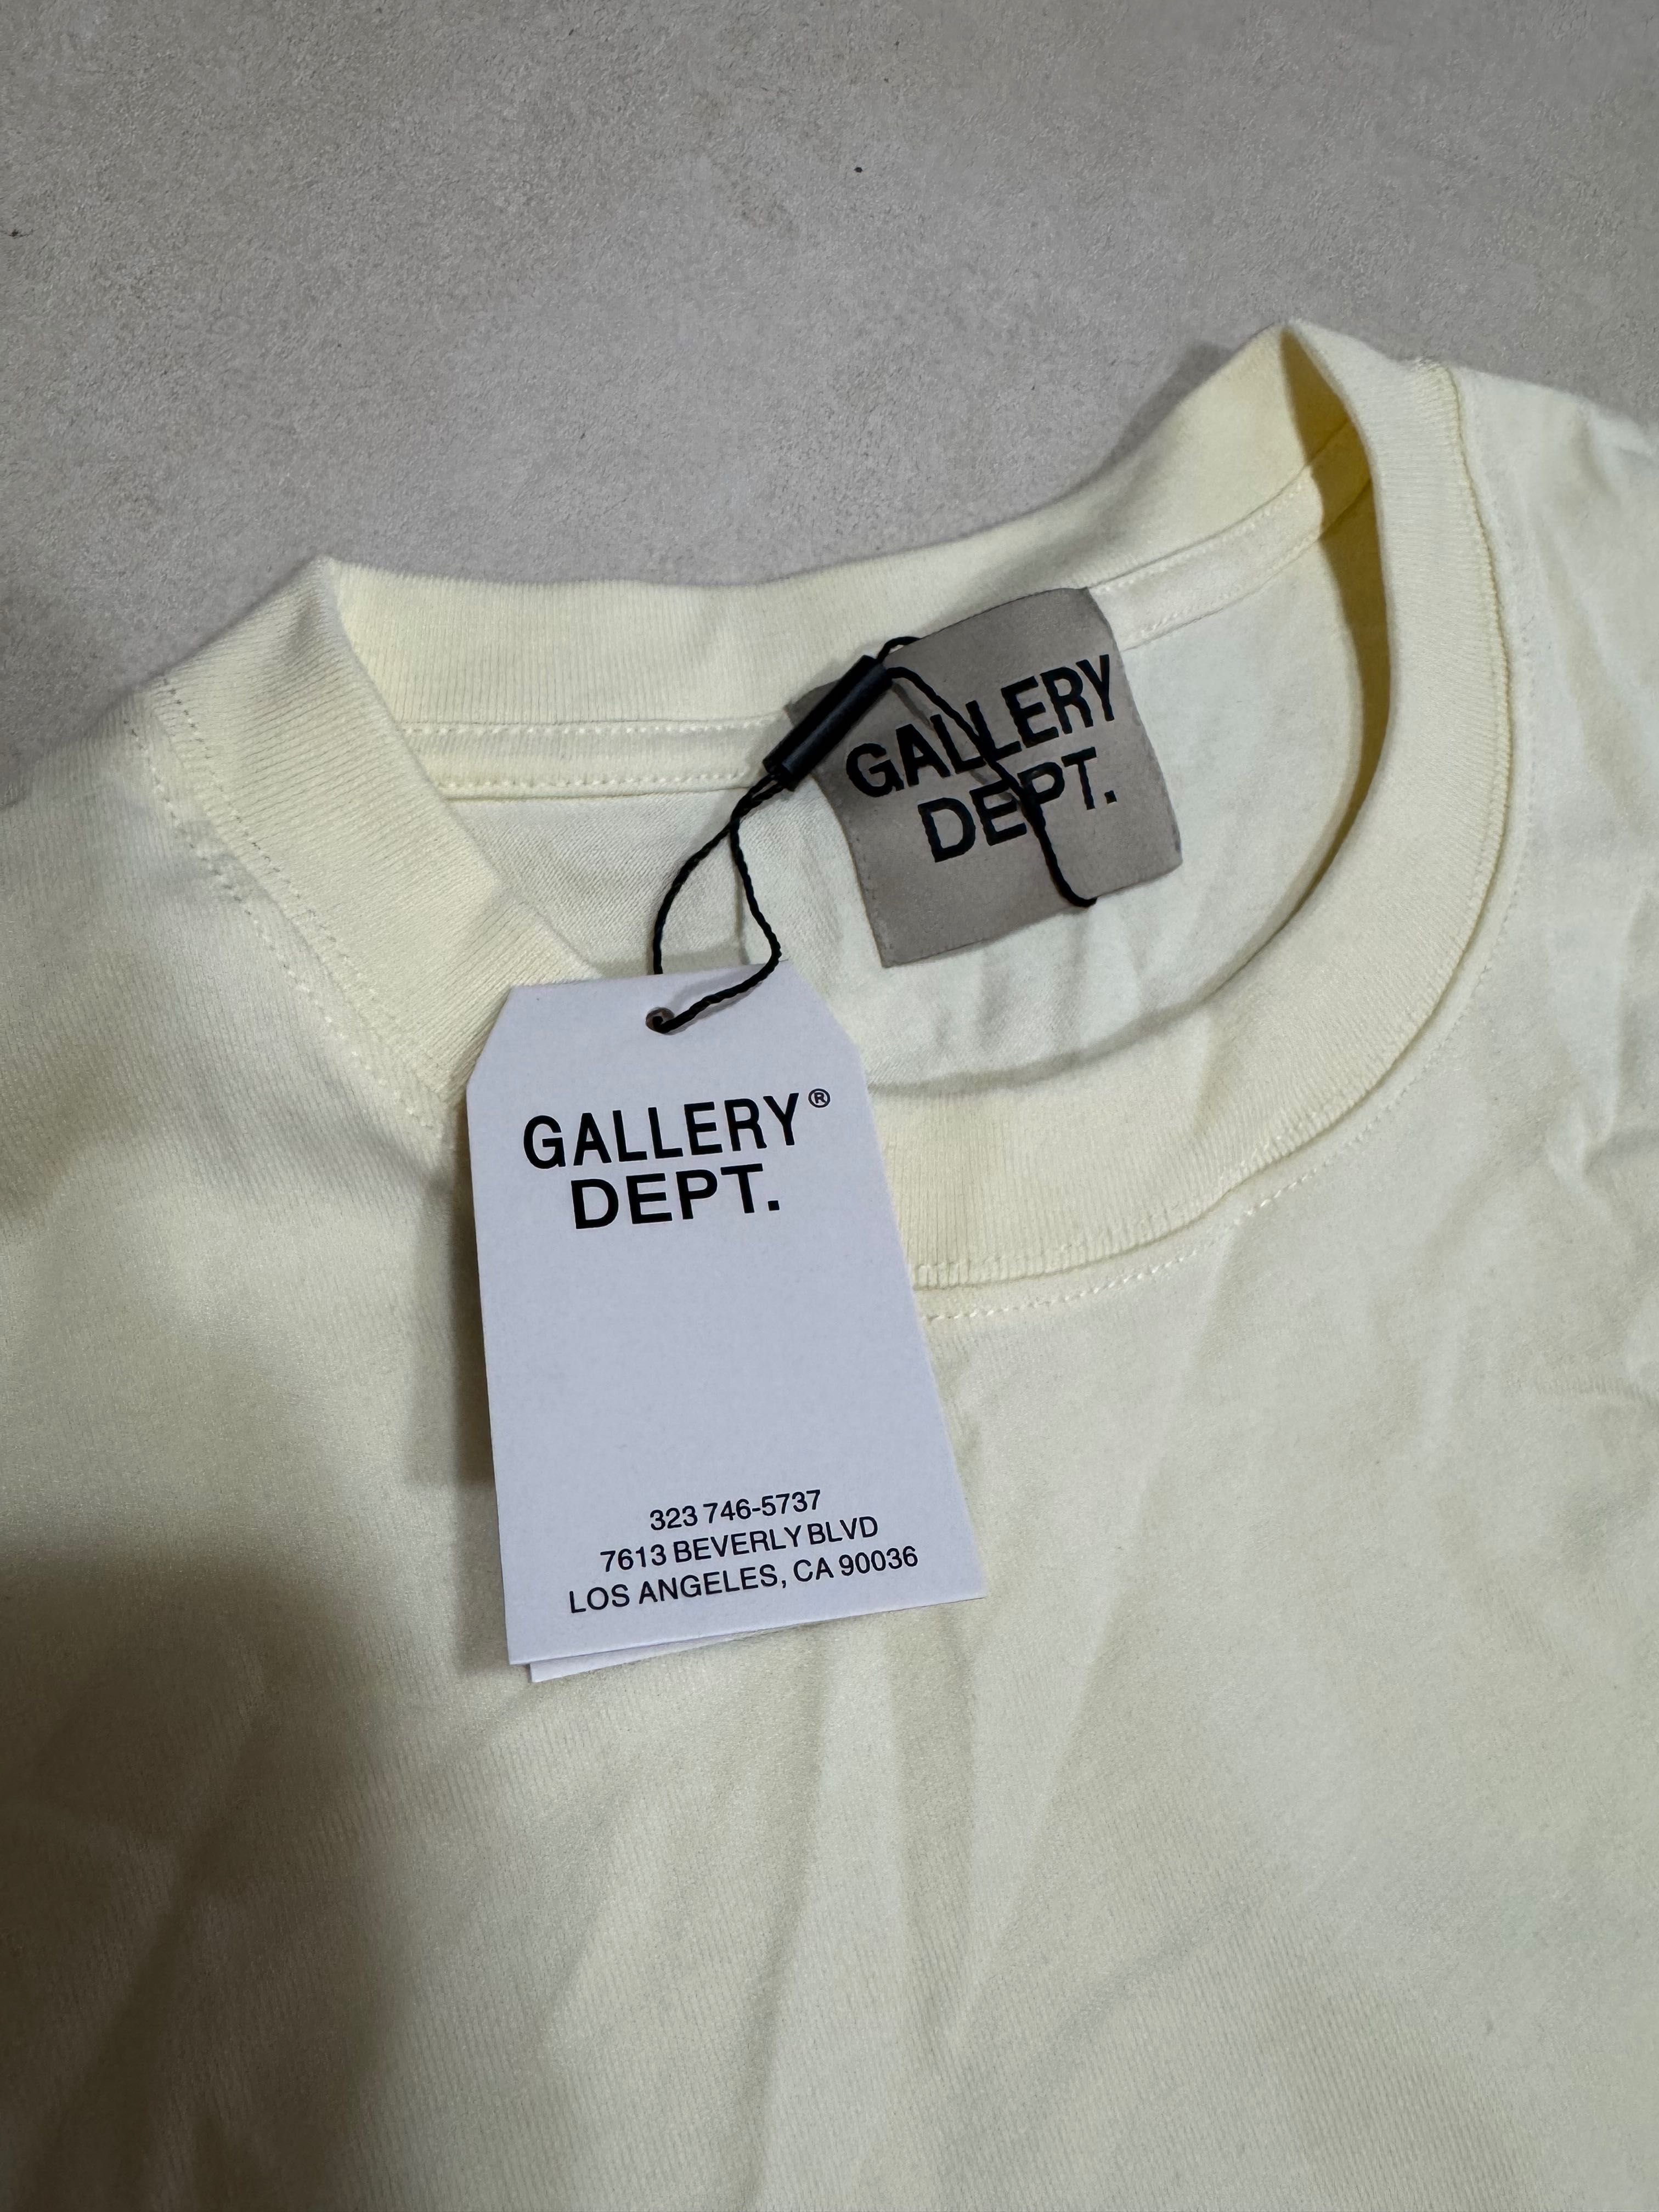 GALLERY
DEPT.
GALLERY®
DEPT.
323 746-5737
7613 BEVERLY BLVD
LOS ANGELES, CA 90036